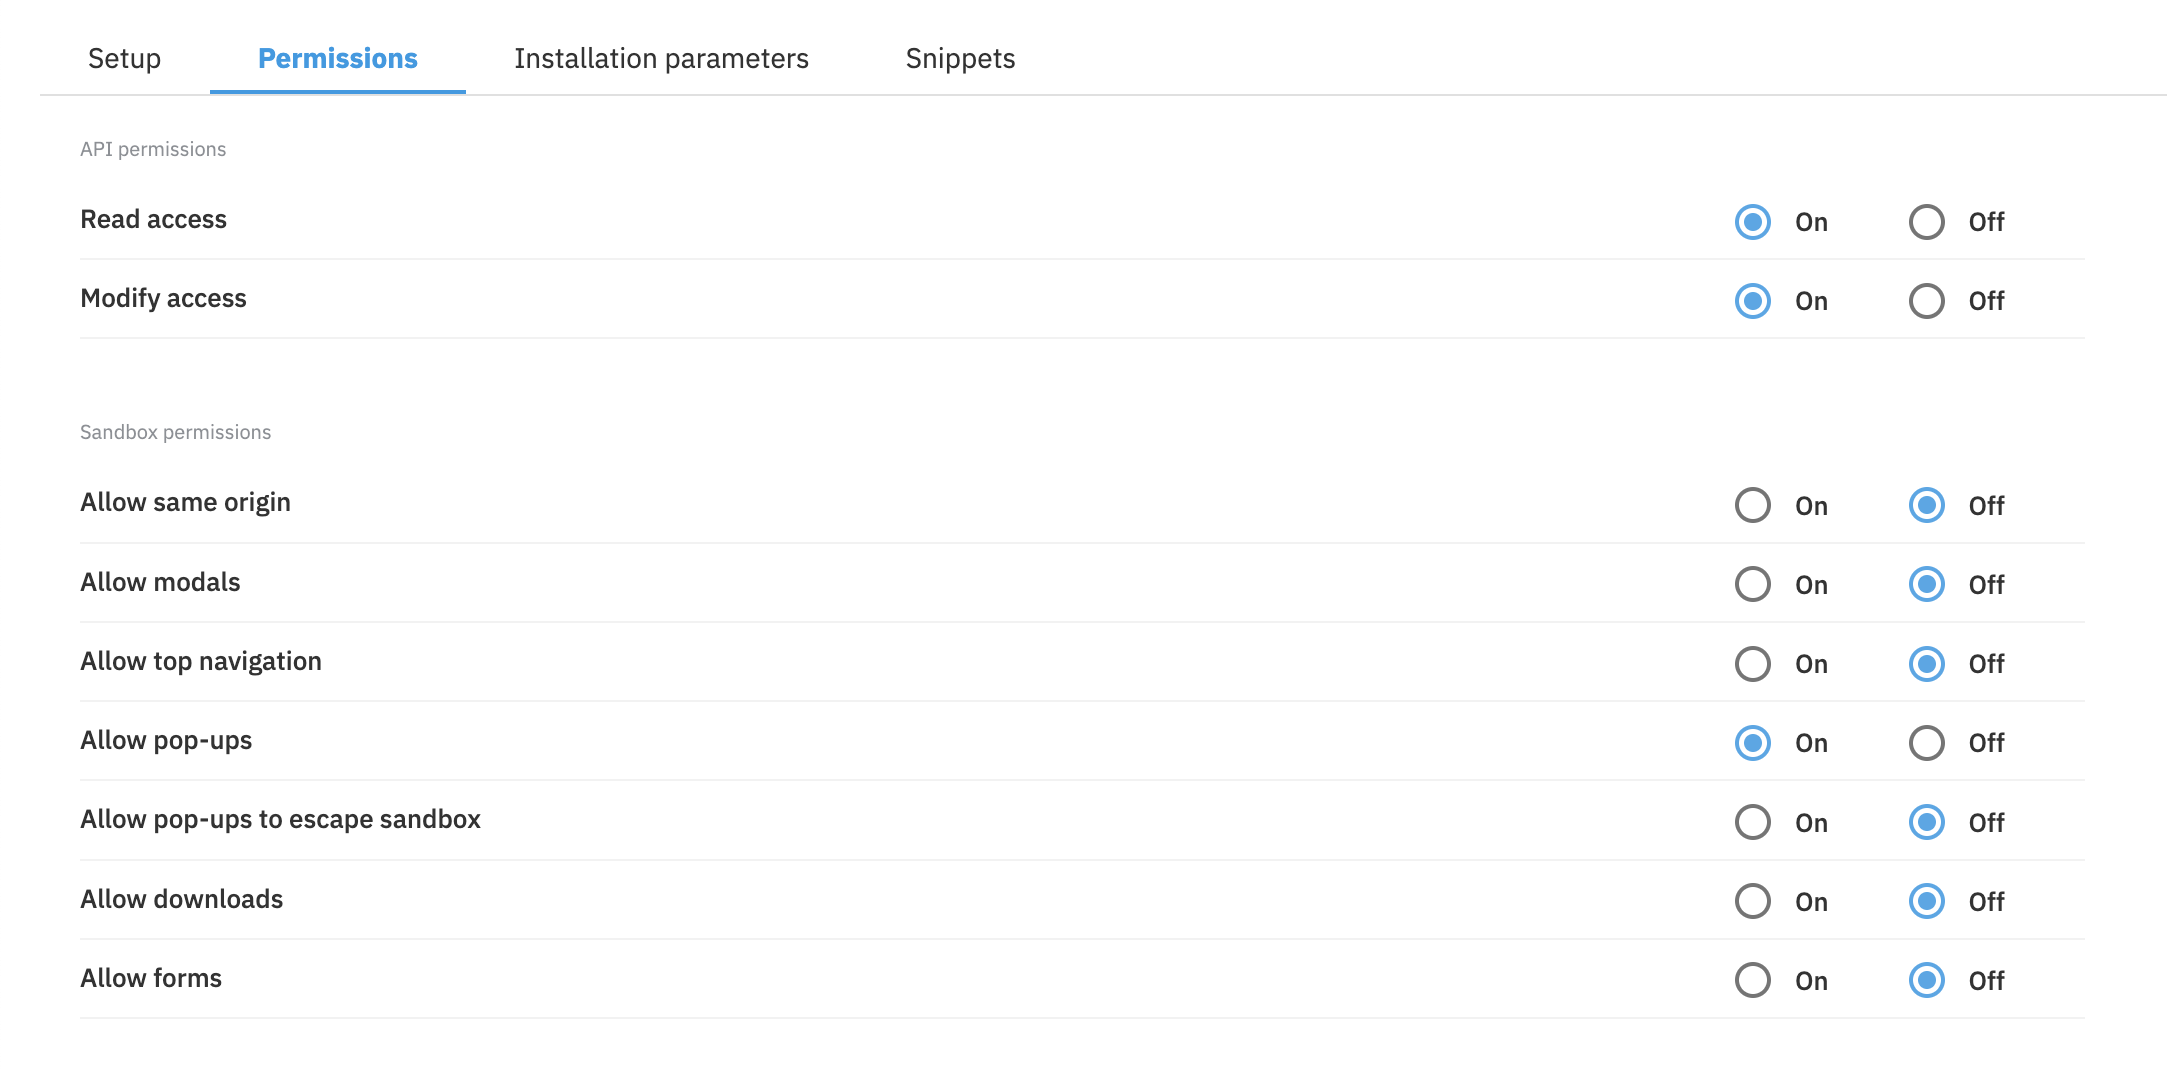 Setup Permissions Installation parameters Snippets
API permissions
Read access On Off
Modify access On Off
Sandbox permissions
Allow same origin On Off
Allow modals On Off
Allow top navigation On Off
Allow pop-ups On Off
Allow pop-ups to escape sandbox On Off
Allow downloads On Off
Allow forms On Off